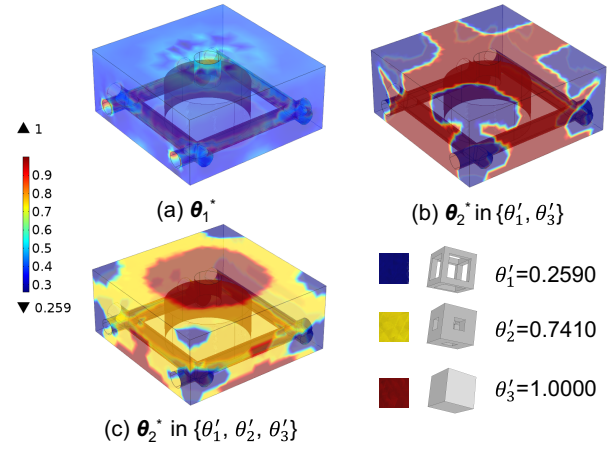 ▲ 1
0.9
0.8
0.7
0.6
0.5
0.4
0.3
▼ 0.259
(a) θ₁*
(b) θ₂* in {θ′₁, θ′₃}
θ′₁=0.2590
θ′₂=0.7410
θ′₃=1.0000
(c) θ₂* in {θ′₁, θ′₂, θ′₃}